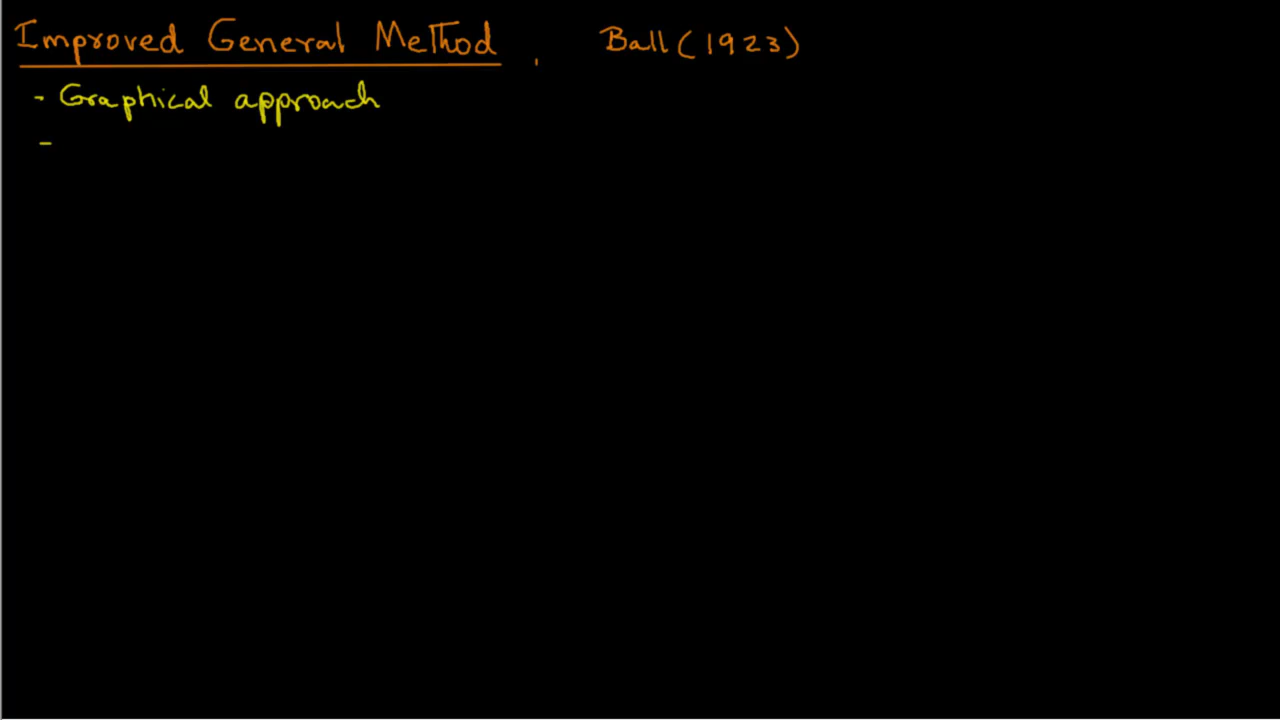 Improved General Method . Ball (1923)
- Graphical approach
-